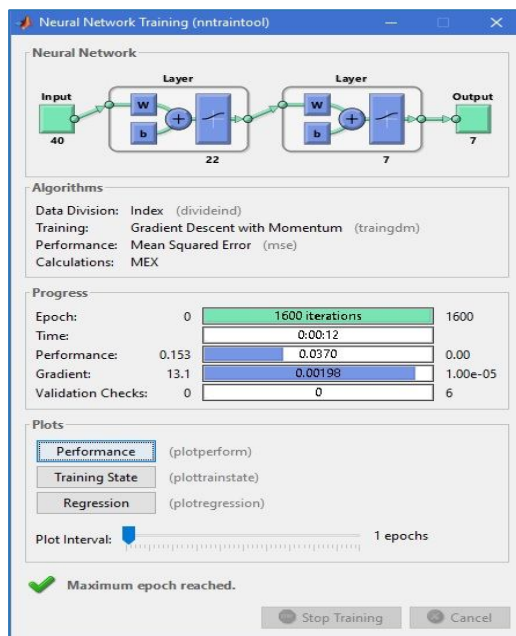 Neural Network Training (nntraintool)
Neural Network
Layer Layer
Input Output
W W
b b
40 7
22 7
Algorithms
Data Division: Index (divideind)
Training: Gradient Descent with Momentum (traingdm)
Performance: Mean Squared Error (mse)
Calculations: MEX
Progress
Epoch: 0 1600 iterations 1600
Time: 0:00:12
Performance: 0.153 0.0370 0.00
Gradient: 13.1 0.00198 1.00e-05
Validation Checks: 0 0 6
Plots
Performance (plotperform)
Training State (plottrainstate)
Regression (plotregression)
Plot Interval: 1 epochs
Maximum epoch reached.
Stop Training Cancel